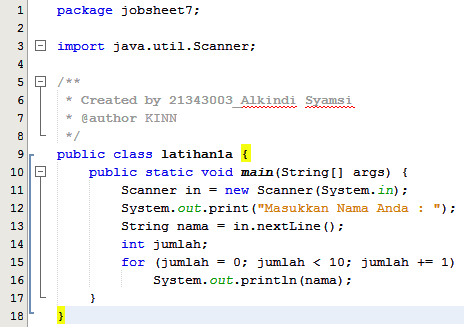 1 package jobsheet7;
2
3 import java.util.Scanner;
4
5 /**
6  * Created by 21343003_Alkindi Syamsi
7  * @author KINN
8  */
9 public class latihan1a {
10     public static void main(String[] args) {
11         Scanner in = new Scanner(System.in);
12         System.out.print("Masukkan Nama Anda : ");
13         String nama = in.nextLine();
14         int jumlah;
15         for (jumlah = 0; jumlah < 10; jumlah += 1)
16             System.out.println(nama);
17     }
18 }